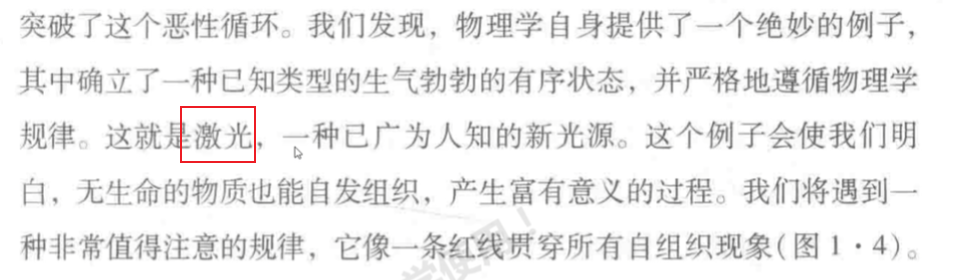 突破了这个恶性循环。我们发现，物理学自身提供了一个绝妙的例子，
其中确立了一种已知类型的生气勃勃的有序状态，并严格地遵循物理学
规律。这就是激光，一种已广为人知的新光源。这个例子会使我们明
白，无生命的物质也能自发组织，产生富有意义的过程。我们将遇到一
种非常值得注意的规律，它像一条红线贯穿所有自组织现象（图1·4）。
使用！